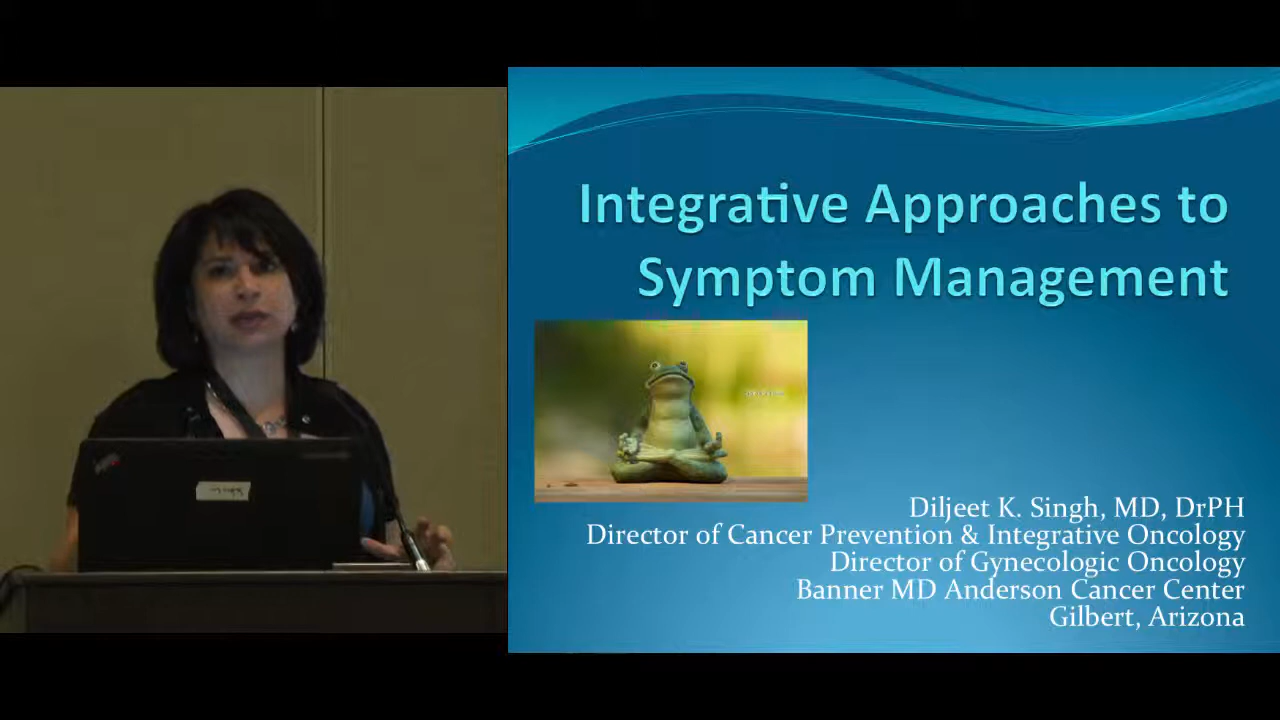 Integrative Approaches to
Symptom Management
Diljeet K. Singh, MD, DrPH
Director of Cancer Prevention & Integrative Oncology
Director of Gynecologic Oncology
Banner MD Anderson Cancer Center
Gilbert, Arizona